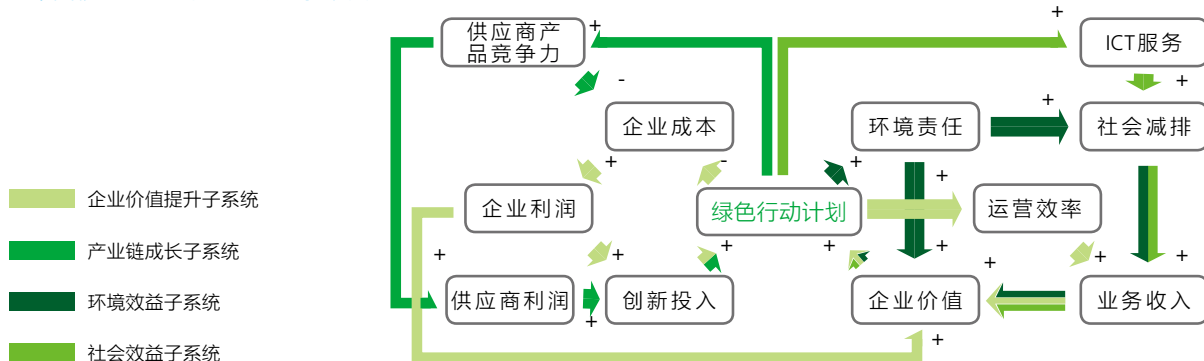 供应商产
品竞争力
+
+
ICT服务
-
+
+
企业成本
环境责任
社会减排
+
-
+
+
企业价值提升子系统
企业利润
绿色行动计划
运营效率
产业链成长子系统
+
+
+
+
+
+
+
+
环境效益子系统
供应商利润
创新投入
企业价值
业务收入
+
+
社会效益子系统